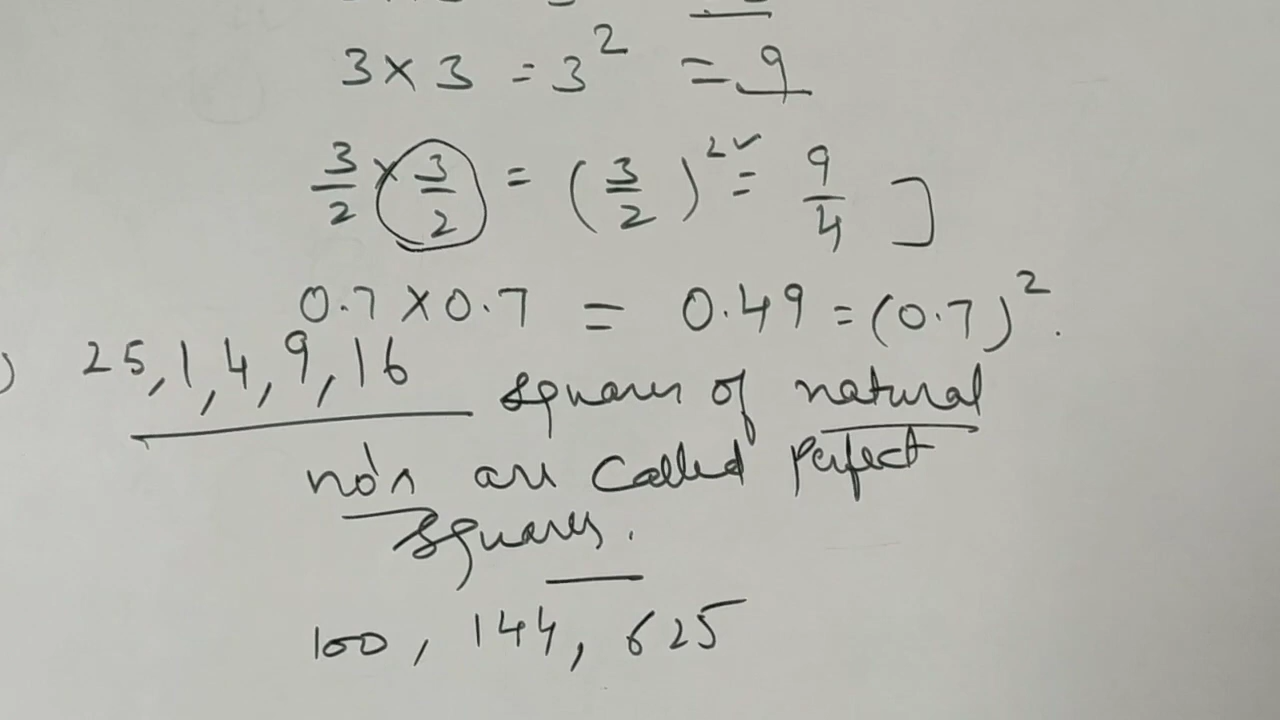 3 × 3 = 3² = 9
3/2 × 3/2 = (3/2)² = 9/4 ]
0.7 × 0.7 = 0.49 = (0.7)².
) 25, 1, 4, 9, 16 squares of natural
no's are called perfect
squares.
100, 144, 625